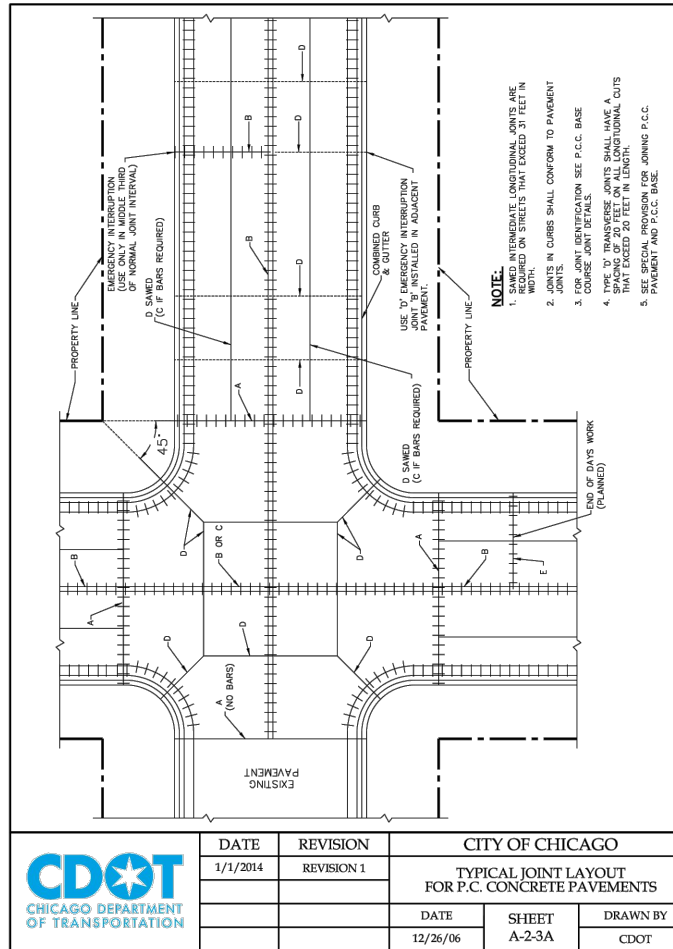 PROPERTY LINE
EMERGENCY INTERRUPTION
(USE ONLY IN MIDDLE THIRD
OF NORMAL JOINT INTERVAL)
D SAWED
(C IF BARS REQUIRED)
A
45°
B
D
D
B
D
D
USE 'D' EMERGENCY INTERRUPTION
JOINT 'B' INSTALLED IN ADJACENT
PAVEMENT.
COMBINED CURB
& GUTTER
D SAWED
(C IF BARS REQUIRED)
PROPERTY LINE
NOTE:
1. SAWED INTERMEDIATE LONGITUDINAL JOINTS ARE
REQUIRED ON STREETS THAT EXCEED 31 FEET IN
WIDTH.
2. JOINTS IN CURBS SHALL CONFORM TO PAVEMENT
JOINTS.
3. FOR JOINT IDENTIFICATION SEE P.C.C. BASE
COURSE JOINT DETAILS.
4. TYPE 'D' TRANSVERSE JOINTS SHALL HAVE A
SPACING OF 20 FEET ON ALL LONGITUDINAL CUTS
THAT EXCEED 20 FEET IN LENGTH.
5. SEE SPECIAL PROVISION FOR JOINING P.C.C.
PAVEMENT AND P.C.C. BASE.
B
A
D
B OR C
D
A
B
E
END OF DAYS WORK
(PLANNED)
D
D
D
A
(NO BARS)
EXISTING
PAVEMENT
CDOT
CHICAGO DEPARTMENT
OF TRANSPORTATION
DATE
REVISION
1/1/2014
REVISION 1
CITY OF CHICAGO
TYPICAL JOINT LAYOUT
FOR P.C. CONCRETE PAVEMENTS
DATE
12/26/06
SHEET
A-2-3A
DRAWN BY
CDOT